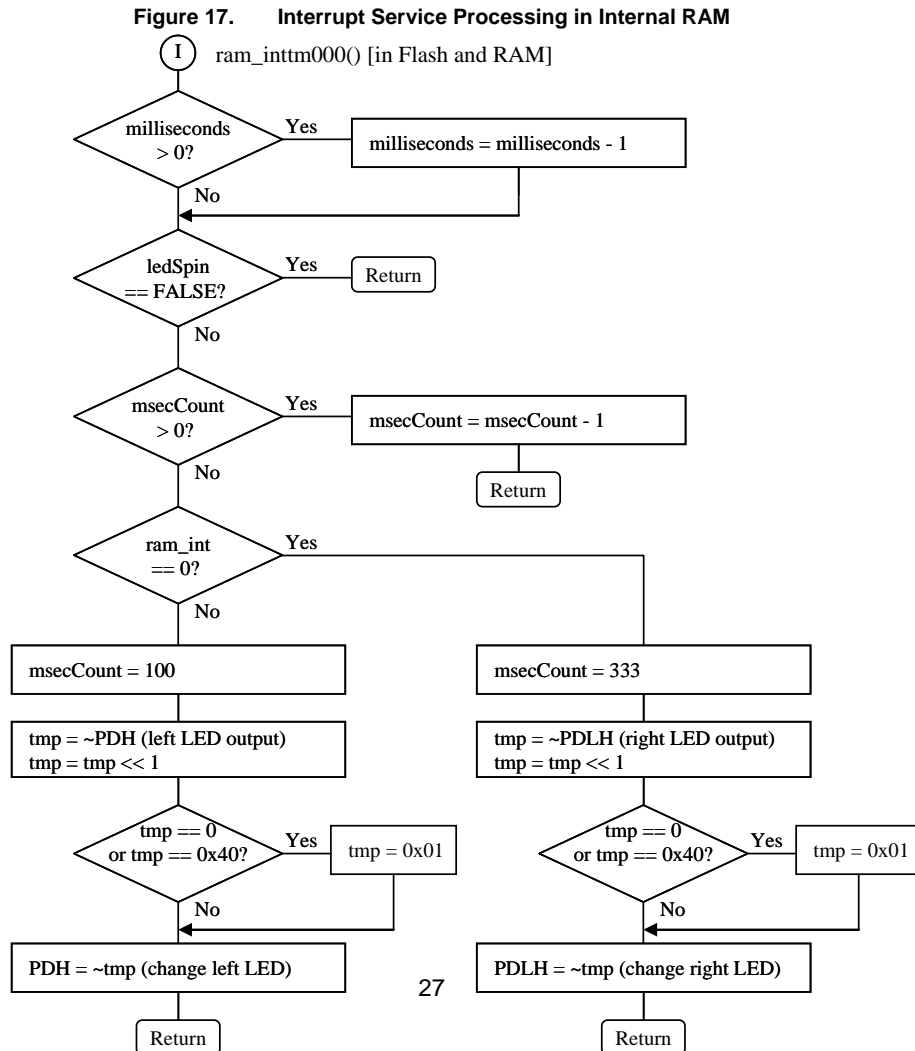 Figure 17. Interrupt Service Processing in Internal RAM
I
ram_inttm000() [in Flash and RAM]
milliseconds
> 0?
Yes
milliseconds = milliseconds - 1
No
ledSpin
== FALSE?
Yes
Return
No
msecCount
> 0?
Yes
msecCount = msecCount - 1
Return
No
ram_int
== 0?
Yes
No
msecCount = 100
tmp = ~PDH (left LED output)
tmp = tmp << 1
tmp == 0
or tmp == 0x40?
Yes
tmp = 0x01
No
PDH = ~tmp (change left LED)
Return
msecCount = 333
tmp = ~PDLH (right LED output)
tmp = tmp << 1
tmp == 0
or tmp == 0x40?
Yes
tmp = 0x01
No
PDLH = ~tmp (change right LED)
Return
27